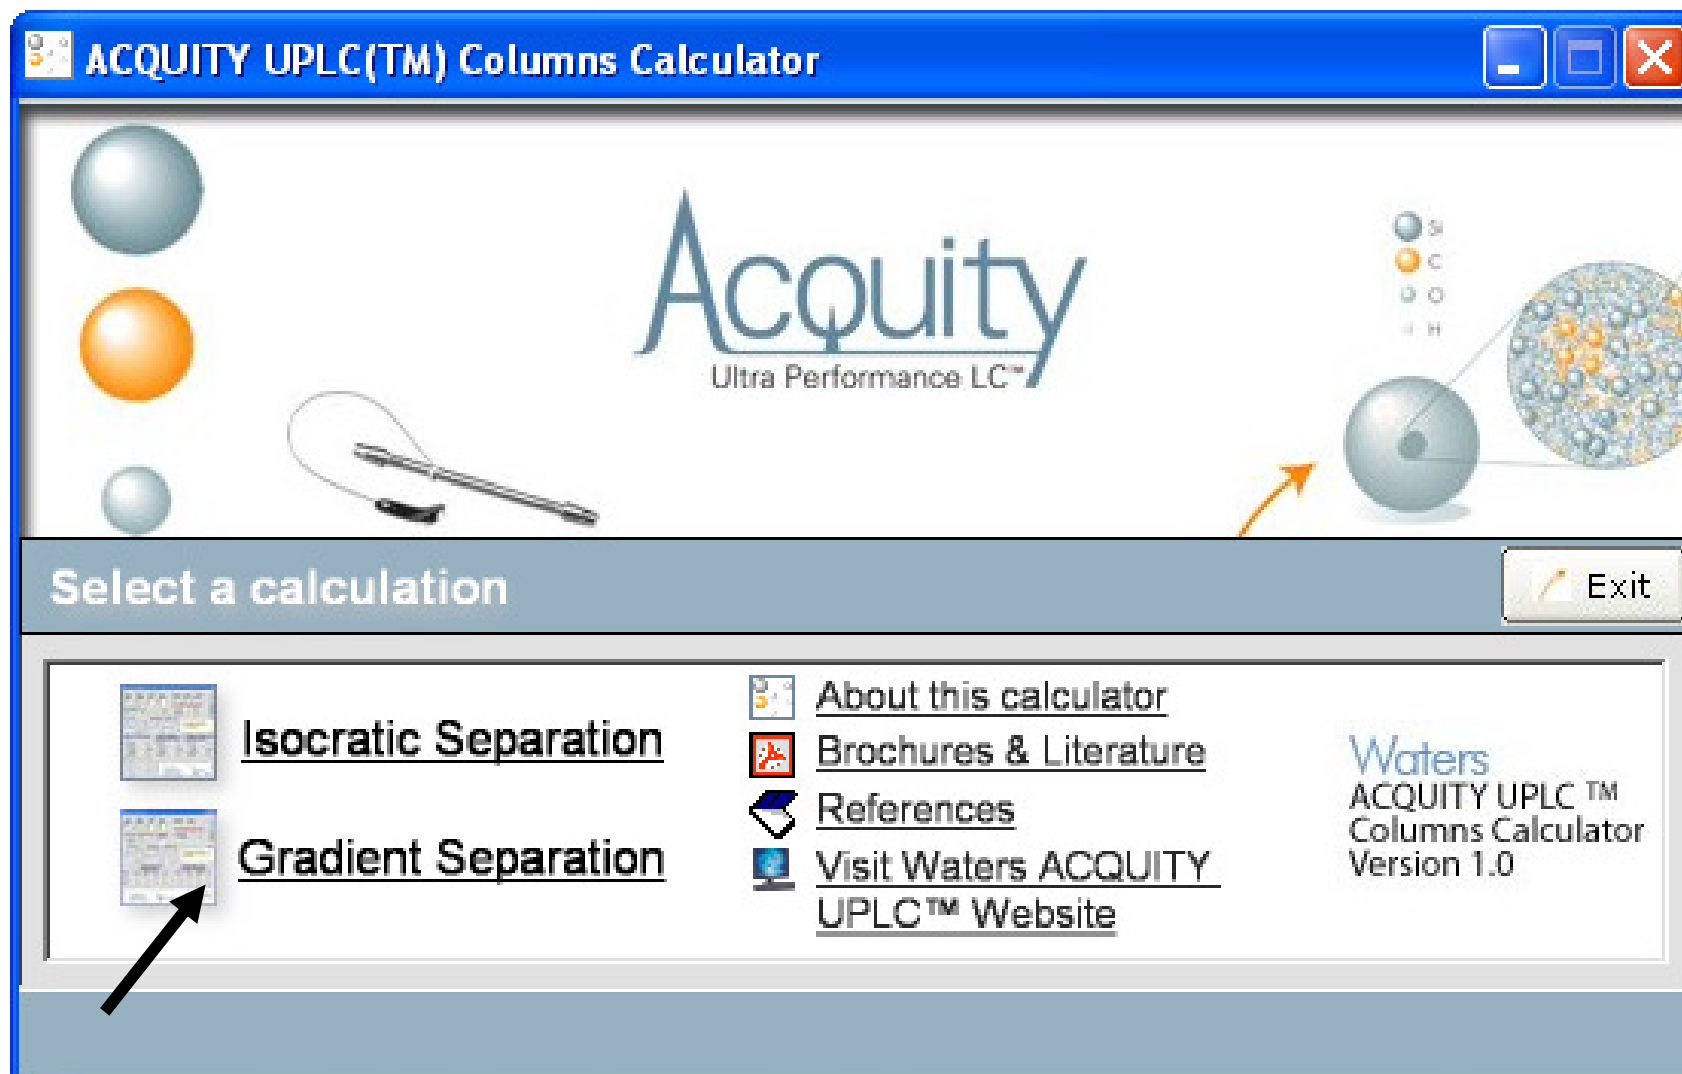 ACQUITY UPLC(TM) Columns Calculator
Acquity
Ultra Performance LC™
Si
C
O
H
Select a calculation
Exit
Isocratic Separation
Gradient Separation
About this calculator
Brochures & Literature
References
Visit Waters ACQUITY
UPLC™ Website
Waters
ACQUITY UPLC ™
Columns Calculator
Version 1.0